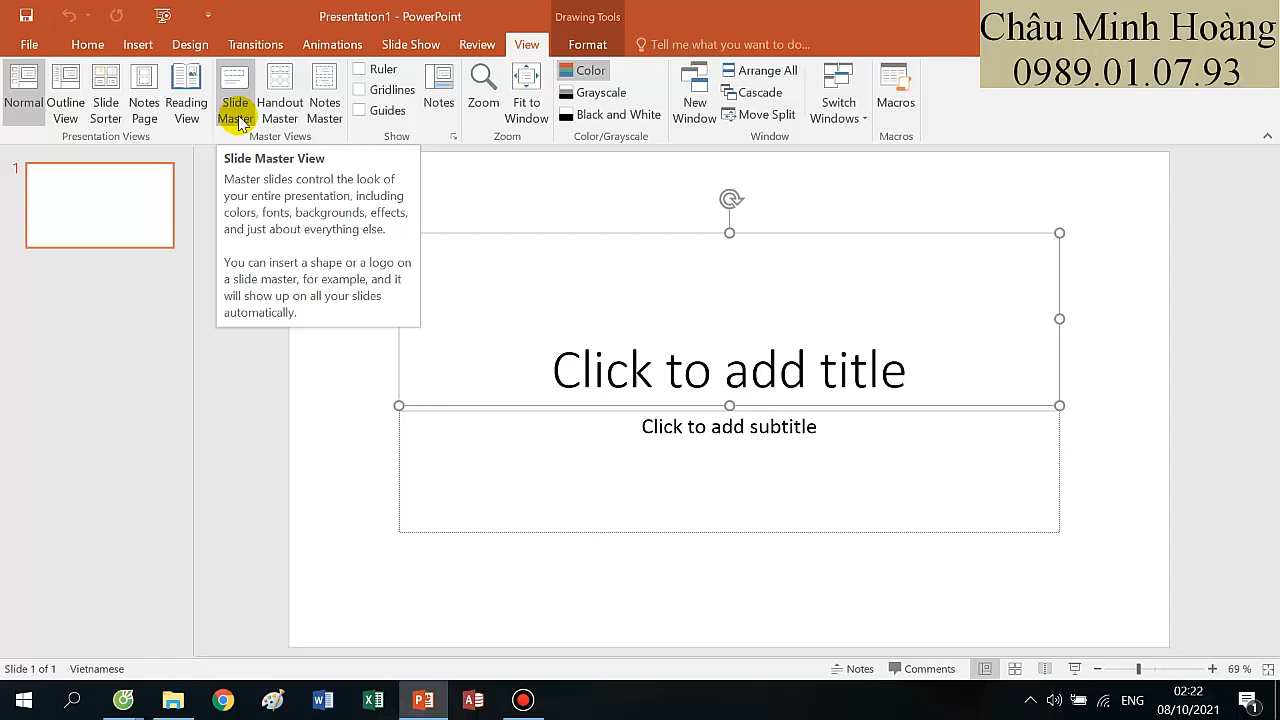 Presentation1 - PowerPoint
Drawing Tools
Châu Minh Hoàng
0989.01.07.93
File
Home
Insert
Design
Transitions
Animations
Slide Show
Review
View
Format
Tell me what you want to do...
Normal
Outline View
Slide Sorter
Notes Page
Reading View
Slide Master
Handout Master
Notes Master
Ruler
Gridlines
Guides
Notes
Zoom
Fit to Window
Color
Grayscale
Black and White
New Window
Arrange All
Cascade
Move Split
Switch Windows
Macros
Presentation Views
Master Views
Show
Zoom
Color/Grayscale
Window
Macros
1
Slide Master View
Master slides control the look of
your entire presentation, including
colors, fonts, backgrounds, effects,
and just about everything else.
You can insert a shape or a logo on
a slide master, for example, and it
will show up on all your slides
automatically.
Click to add title
Click to add subtitle
Slide 1 of 1
Vietnamese
Notes
Comments
69 %
ENG
02:22
08/10/2021
1